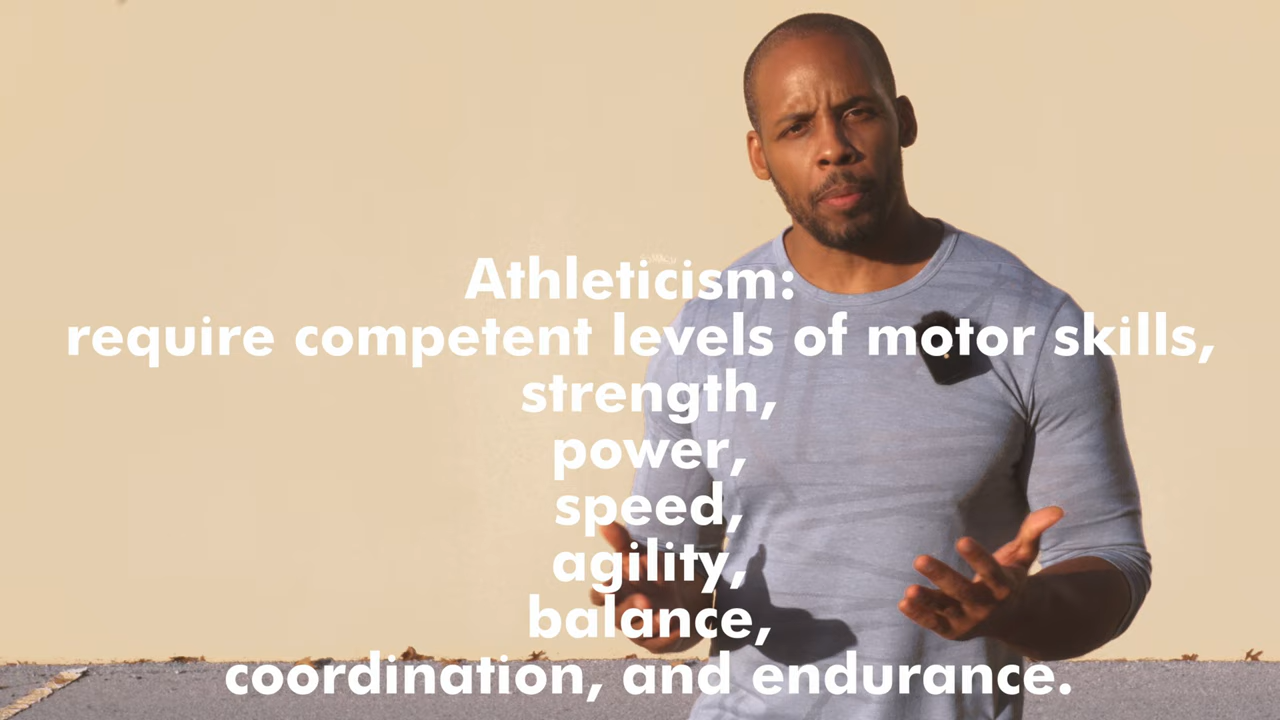 Athleticism:
require competent levels of motor skills,
strength,
power,
speed,
agility,
balance,
coordination, and endurance.